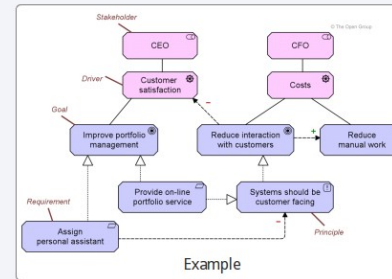 Stakeholder
© The Open Group
CEO
CFO
Driver
Customer
satisfaction
Costs
Goal
–
Improve portfolio
management
Reduce interaction
with customers
+
Reduce
manual work
Requirement
Provide on-line
portfolio service
Systems should be
customer facing
Assign
personal assistant
–
Principle
Example